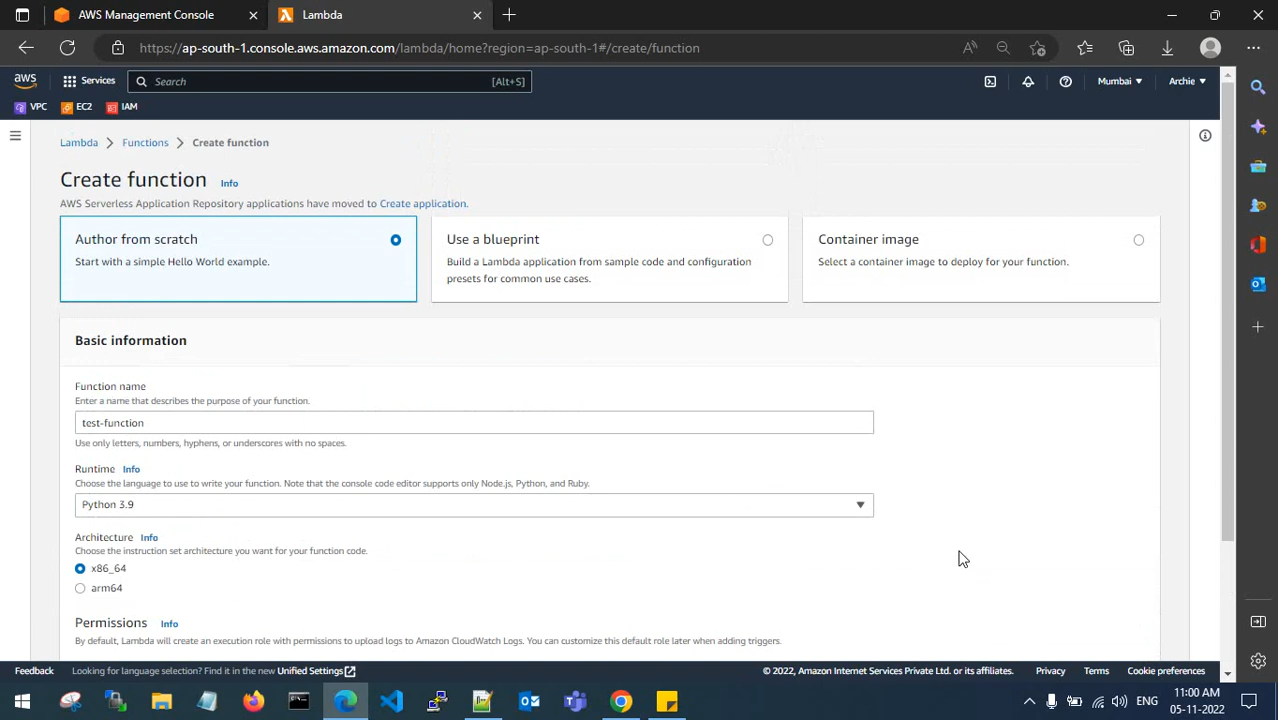 AWS Management Console
Lambda
https://ap-south-1.console.aws.amazon.com/lambda/home?region=ap-south-1#/create/function
aws
Services
Search
[Alt+S]
Mumbai
Archie
VPC
EC2
IAM
Lambda
Functions
Create function
Create function
Info
AWS Serverless Application Repository applications have moved to Create application.
Author from scratch
Start with a simple Hello World example.
Use a blueprint
Build a Lambda application from sample code and configuration
presets for common use cases.
Container image
Select a container image to deploy for your function.
Basic information
Function name
Enter a name that describes the purpose of your function.
test-function
Use only letters, numbers, hyphens, or underscores with no spaces.
Runtime Info
Choose the language to use to write your function. Note that the console code editor supports only Node.js, Python, and Ruby.
Python 3.9
Architecture Info
Choose the instruction set architecture you want for your function code.
x86_64
arm64
Permissions Info
By default, Lambda will create an execution role with permissions to upload logs to Amazon CloudWatch Logs. You can customize this default role later when adding triggers.
Feedback
Looking for language selection? Find it in the new Unified Settings
© 2022, Amazon Internet Services Private Ltd. or its affiliates.
Privacy
Terms
Cookie preferences
ENG
11:00 AM
05-11-2022